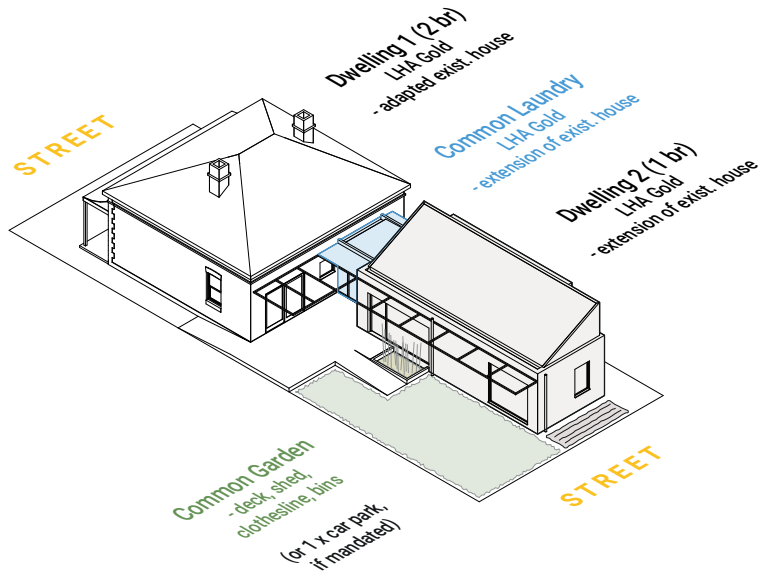 STREET
Dwelling 1 (2 br)
LHA Gold
- adapted exist. house
Common Laundry
LHA Gold
- extension of exist. house
Dwelling 2 (1 br)
LHA Gold
- extension of exist. house
Common Garden
- deck, shed,
clothesline, bins
(or 1 x car park,
if mandated)
STREET